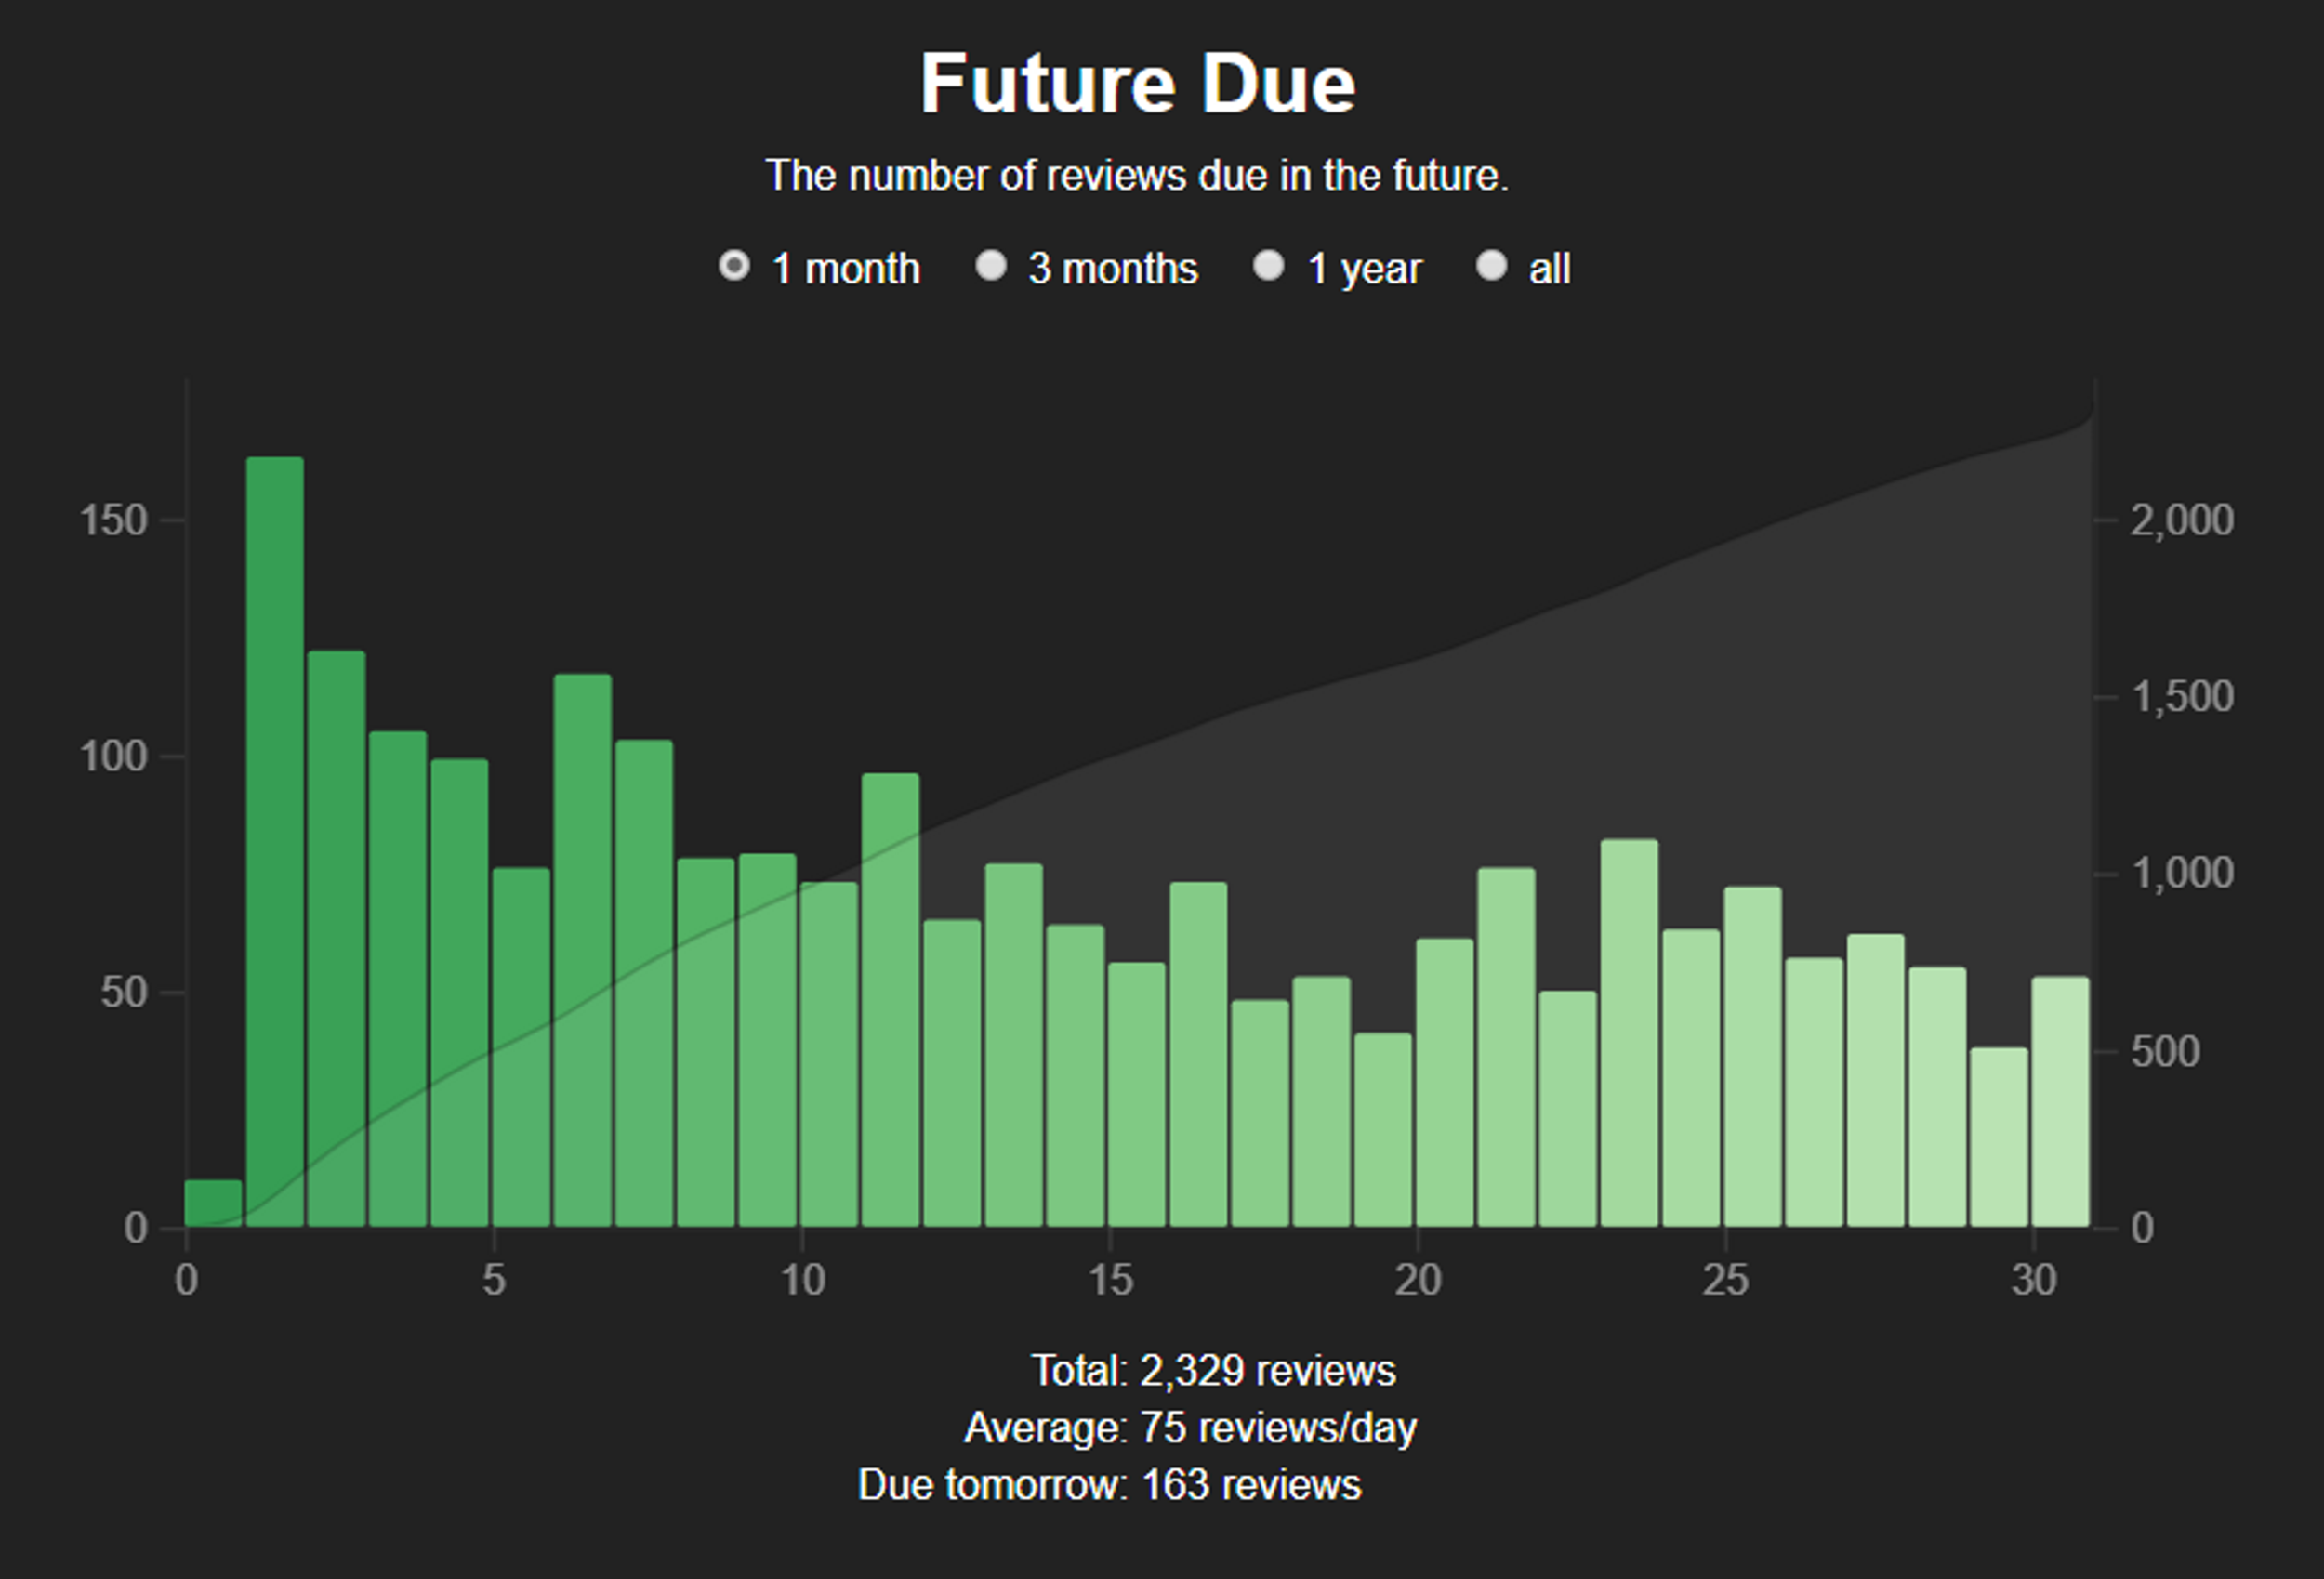 Future Due
The number of reviews due in the future.
1 month 3 months 1 year all
150 2,000
1,500
100
1,000
50
500
0 0
0 5 10 15 20 25 30
Total: 2,329 reviews
Average: 75 reviews/day
Due tomorrow: 163 reviews